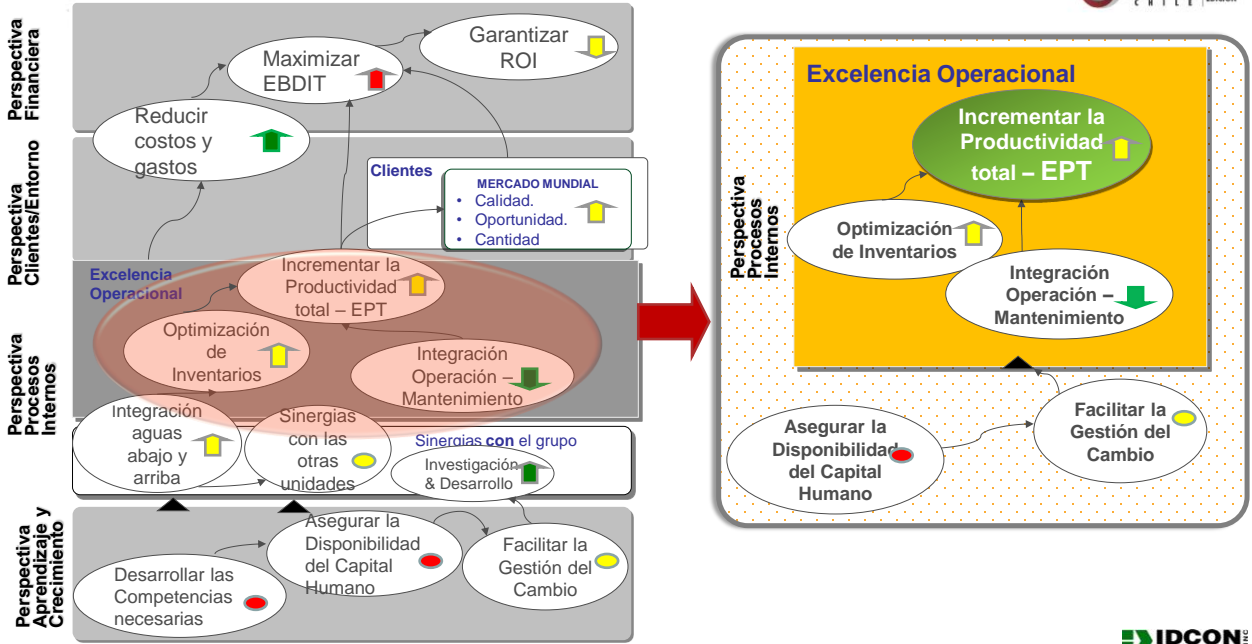 Perspectiva
Financiera
Garantizar
ROI
Maximizar
EBDIT
Reducir
costos y
gastos
Perspectiva
Clientes/Entorno
Clientes
MERCADO MUNDIAL
• Calidad.
• Oportunidad.
• Cantidad
Perspectiva
Procesos
Internos
Excelencia
Operacional
Incrementar la
Productividad
total – EPT
Optimización
de
Inventarios
Integración
Operación –
Mantenimiento
Integración
aguas
abajo y
arriba
Sinergias
con las
otras
unidades
Sinergias con el grupo
Investigación
& Desarrollo
Perspectiva
Aprendizaje y
Crecimiento
Asegurar la
Disponibilidad
del Capital
Humano
Facilitar la
Gestión del
Cambio
Desarrollar las
Competencias
necesarias
CHILE
Perspectiva
Procesos
Internos
Excelencia Operacional
Incrementar la
Productividad
total – EPT
Optimización
de Inventarios
Integración
Operación –
Mantenimiento
Asegurar la
Disponibilidad
del Capital
Humano
Facilitar la
Gestión del
Cambio
IDCON INC